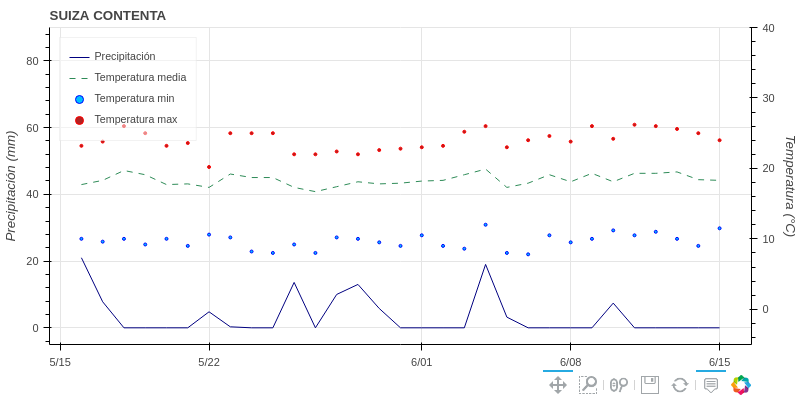 SUIZA CONTENTA
Precipitación
Temperatura media
Temperatura min
Temperatura max
Precipitación (mm)
80
60
40
20
0
Temperatura (°C)
40
30
20
10
0
5/15
5/22
6/01
6/08
6/15